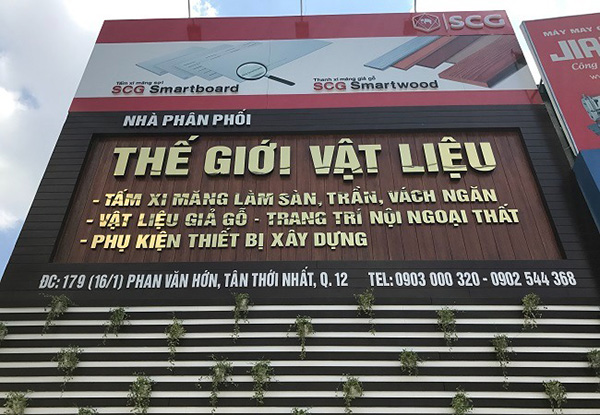 SCG
Tấm xi măng sợi
SCG Smartboard
Thanh xi măng giả gỗ
SCG Smartwood
NHÀ PHÂN PHỐI
THẾ GIỚI VẬT LIỆU
- TẤM XI MĂNG LÀM SÀN, TRẦN, VÁCH NGĂN
- VẬT LIỆU GIẢ GỖ - TRANG TRÍ NỘI NGOẠI THẤT
- PHỤ KIỆN THIẾT BỊ XÂY DỰNG
ĐC: 179 (16/1) PHAN VĂN HỚN, TÂN THỚI NHẤT, Q. 12 TEL: 0903 000 320 - 0902 544 368
MÁY MAY
JIA
Công